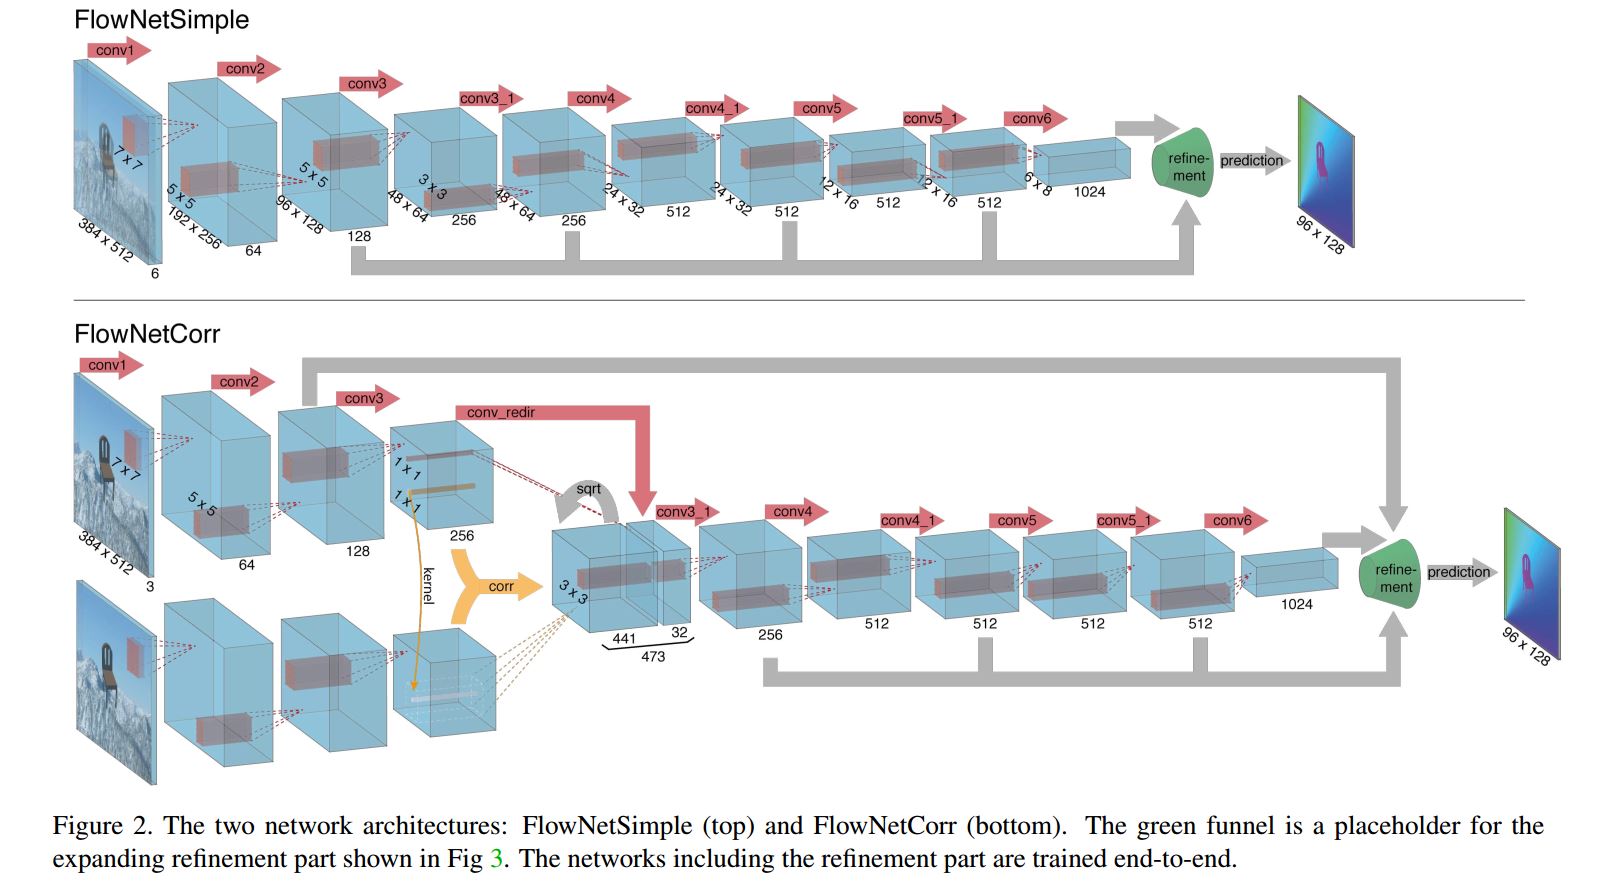 FlowNetSimple
conv1
conv2
conv3
conv3_1
conv4
conv4_1
conv5
conv5_1
conv6
7 x 7
5 x 5
5 x 5
3 x 3
384 x 512
192 x 256
96 x 128
48 x 64
48 x 64
24 x 32
24 x 32
12 x 16
12 x 16
6 x 8
6
64
128
256
256
512
512
512
512
1024
refine-
ment
prediction
96 x 128
FlowNetCorr
conv1
conv2
conv3
conv_redir
sqrt
conv3_1
conv4
conv4_1
conv5
conv5_1
conv6
7 x 7
5 x 5
1 x 1
1 x 1
384 x 512
3
64
128
256
kernel
corr
3 x 3
441
32
473
256
512
512
512
512
1024
refine-
ment
prediction
96 x 128
Figure 2. The two network architectures: FlowNetSimple (top) and FlowNetCorr (bottom). The green funnel is a placeholder for the
expanding refinement part shown in Fig 3. The networks including the refinement part are trained end-to-end.